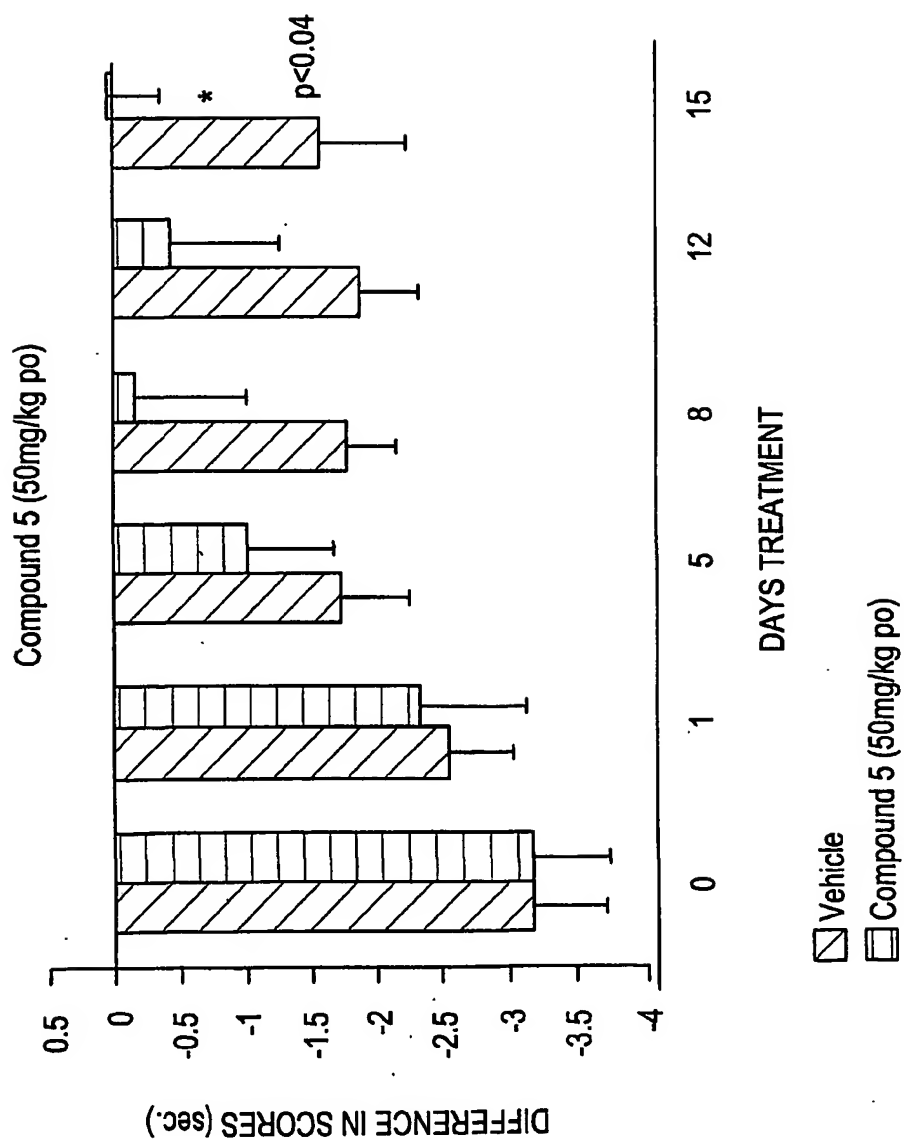 Compound 5 (50mg/kg po)
DIFFERENCE IN SCORES (sec.)
0.5
0
-0.5
-1
-1.5
-2
-2.5
-3
-3.5
-4
*
p<0.04
0 1 5 8 12 15
DAYS TREATMENT
Vehicle
Compound 5 (50mg/kg po)